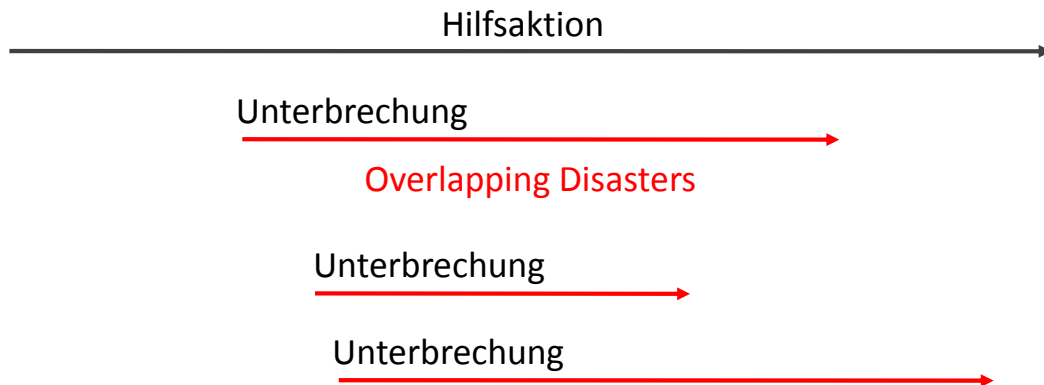 Hilfsaktion
Unterbrechung
Overlapping Disasters
Unterbrechung
Unterbrechung